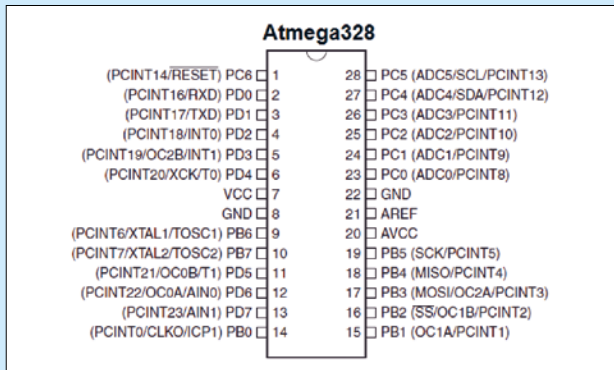 Atmega328
(PCINT14/RESET) PC6 1 28 PC5 (ADC5/SCL/PCINT13)
(PCINT16/RXD) PD0 2 27 PC4 (ADC4/SDA/PCINT12)
(PCINT17/TXD) PD1 3 26 PC3 (ADC3/PCINT11)
(PCINT18/INT0) PD2 4 25 PC2 (ADC2/PCINT10)
(PCINT19/OC2B/INT1) PD3 5 24 PC1 (ADC1/PCINT9)
(PCINT20/XCK/T0) PD4 6 23 PC0 (ADC0/PCINT8)
VCC 7 22 GND
GND 8 21 AREF
(PCINT6/XTAL1/TOSC1) PB6 9 20 AVCC
(PCINT7/XTAL2/TOSC2) PB7 10 19 PB5 (SCK/PCINT5)
(PCINT21/OC0B/T1) PD5 11 18 PB4 (MISO/PCINT4)
(PCINT22/OC0A/AIN0) PD6 12 17 PB3 (MOSI/OC2A/PCINT3)
(PCINT23/AIN1) PD7 13 16 PB2 (SS/OC1B/PCINT2)
(PCINT0/CLKO/ICP1) PB0 14 15 PB1 (OC1A/PCINT1)